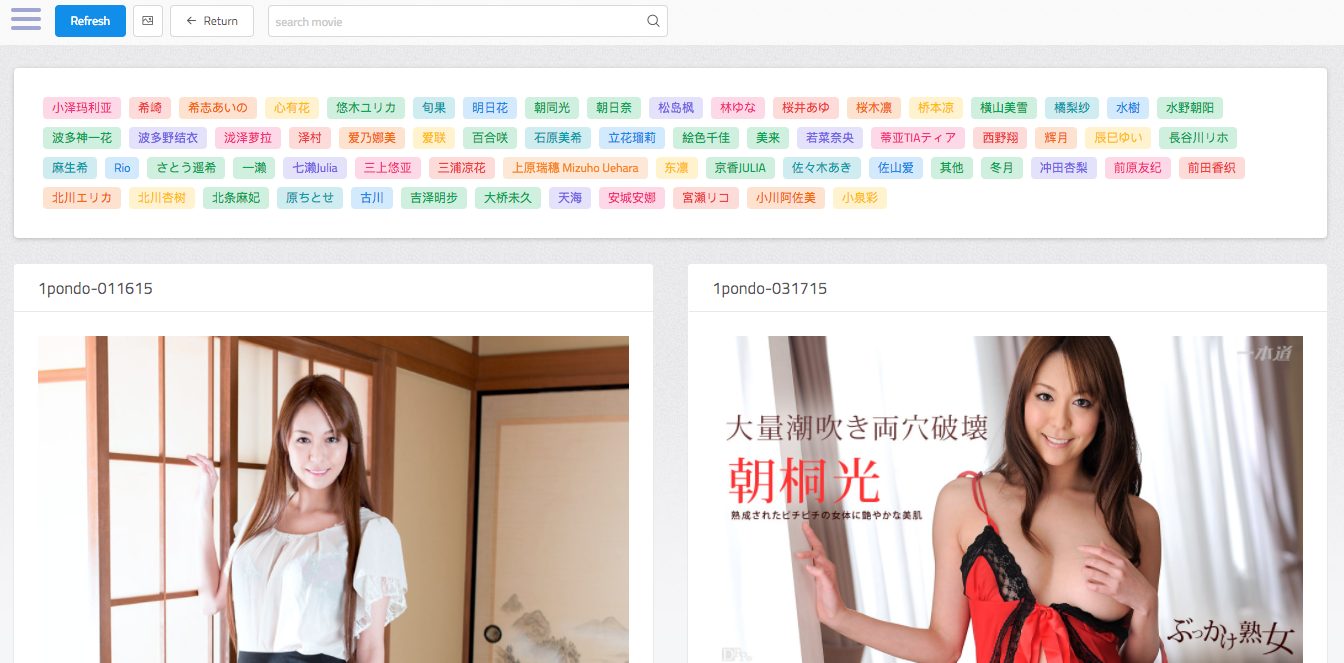 Refresh Return search movie
小泽玛利亚 希崎 希志あいの 心有花 悠木ユリカ 旬果 明日花 朝同光 朝日奈 松岛枫 林ゆな 桜井あゆ 桜木凛 桥本凉 横山美雪 橘梨纱 水樹 水野朝阳
波多神一花 波多野结衣 泷泽萝拉 泽村 爱乃娜美 爱咲 百合咲 石原美希 立花瑠莉 絵色千佳 美来 若菜奈央 蒂亚TIAティア 西野翔 辉月 辰巳ゆい 長谷川リホ
麻生希 Rio さとう遥希 一濑 七濑Julia 三上悠亚 三浦凉花 上原瑞穗 Mizuho Uehara 东凛 京香JULIA 佐々木あき 佐山爱 其他 冬月 冲田杏梨 前原友纪 前田香织
北川エリカ 北川杏树 北条麻妃 原ちとせ 古川 吉泽明步 大桥未久 天海 安城安娜 宮瀬リコ 小川阿佐美 小泉彩
1pondo-011615
1pondo-031715
一本道
大量潮吹き両穴破壊
朝桐光
熟成されたピチピチの女体に艶やかな美肌
ぶっかけ熟女